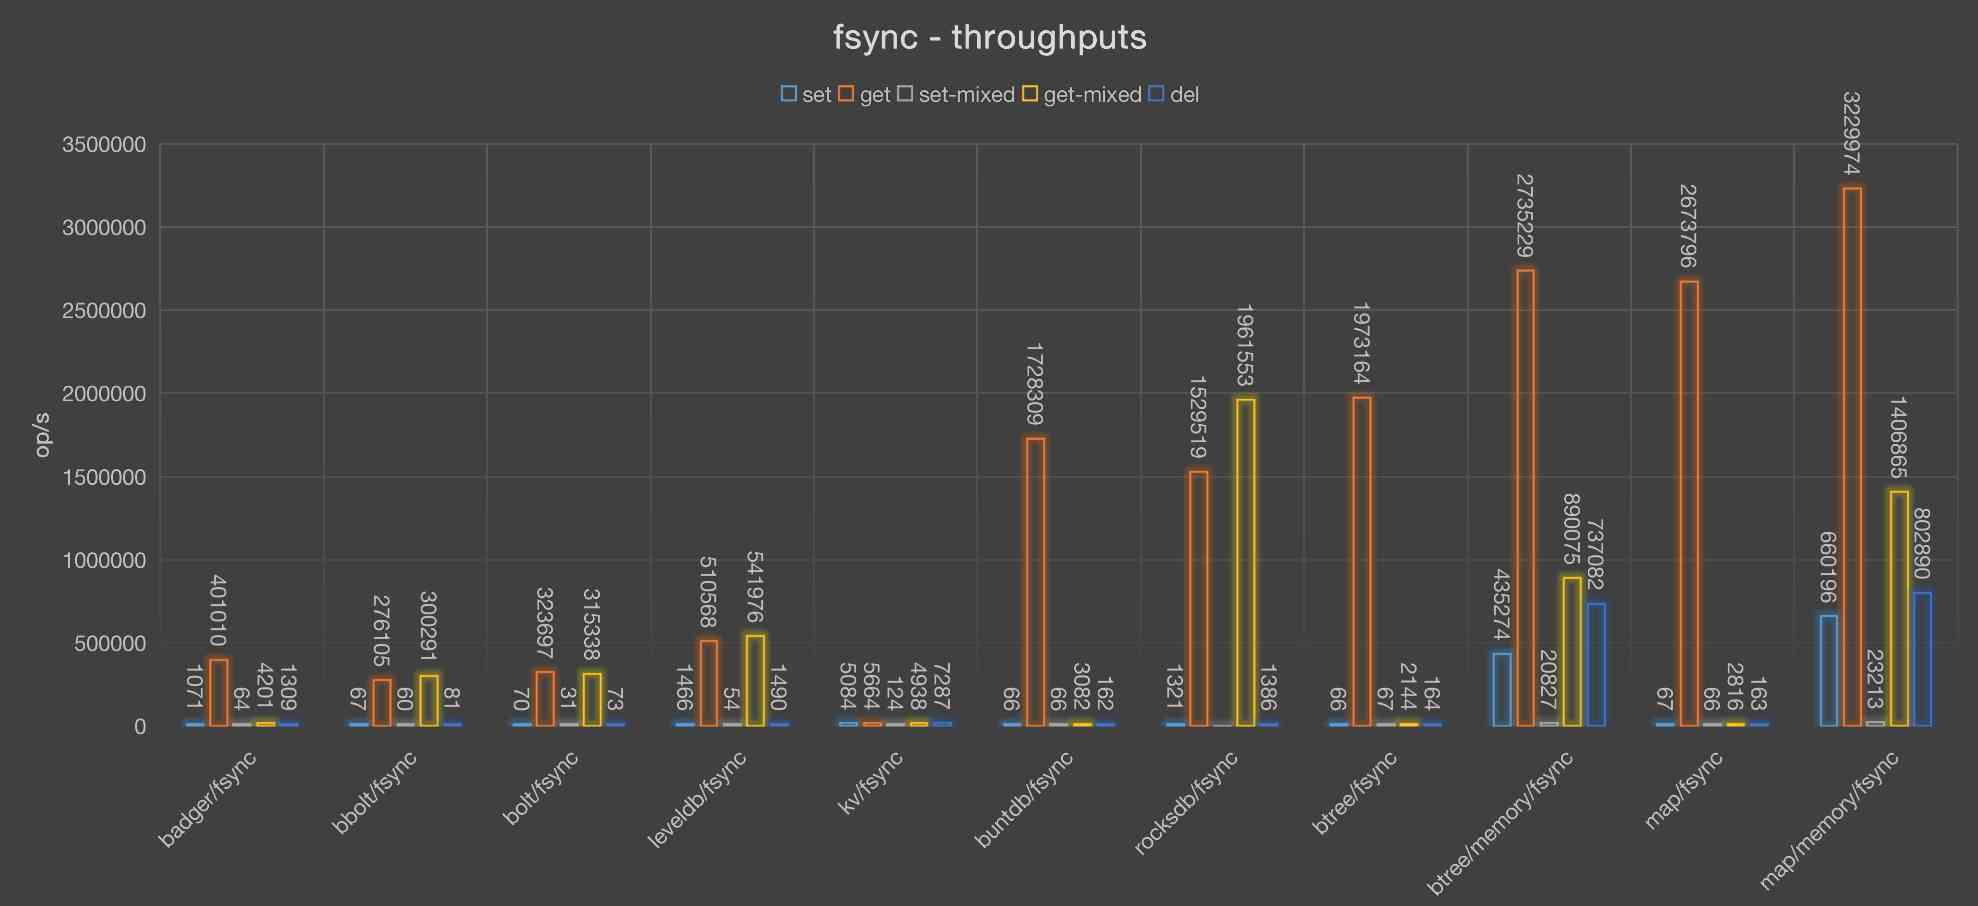 fsync - throughputs
set get set-mixed get-mixed del
3500000
3000000
2500000
2000000
1500000
1000000
500000
0
op/s
1071 401010 64 4201 1309
67 276105 60 300291 81
70 323697 31 315338 73
1466 510568 54 541976 1490
5084 5664 124 4938 7287
66 1728309 66 3082 162
1321 1529519 1961553 1386
66 1973164 67 2144 164
435274 2735229 20827 890075 737082
67 2673796 66 2816 163
660196 3229974 23213 1406865 802890
badger/fsync
bbolt/fsync
bolt/fsync
leveldb/fsync
kv/fsync
buntdb/fsync
rocksdb/fsync
btree/fsync
btree/memory/fsync
map/fsync
map/memory/fsync